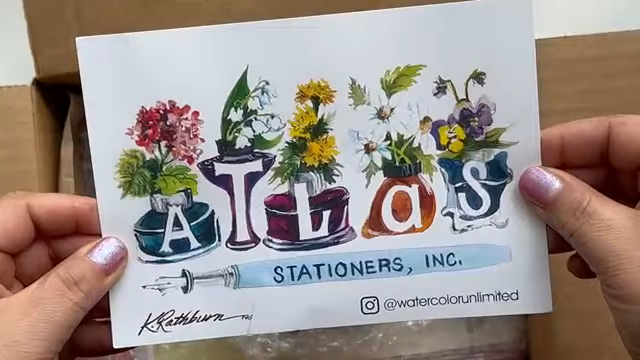 ATLaS
STATIONERS, INC.
K. Rathburn
@watercolorunlimited